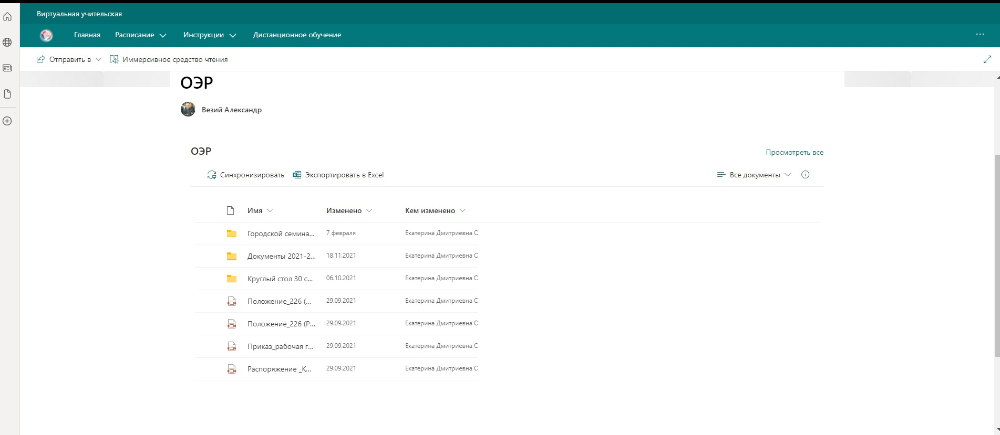 Виртуальная учительская
Главная Расписание Инструкции Дистанционное обучение
Отправить в Иммерсивное средство чтения
ОЭР
Везий Александр
ОЭР
Просмотреть все
Синхронизировать Экспортировать в Excel Все документы
Имя Изменено Кем изменено
Городской семина... 7 февраля Екатерина Дмитриевна О
Документы 2021-2... 18.11.2021 Екатерина Дмитриевна О
Круглый стол 30 с... 06.10.2021 Екатерина Дмитриевна О
Положение_226 (... 29.09.2021 Екатерина Дмитриевна О
Положение_226 (Р... 29.09.2021 Екатерина Дмитриевна О
Приказ_рабочая г... 29.09.2021 Екатерина Дмитриевна О
Распоряжение _К... 29.09.2021 Екатерина Дмитриевна О